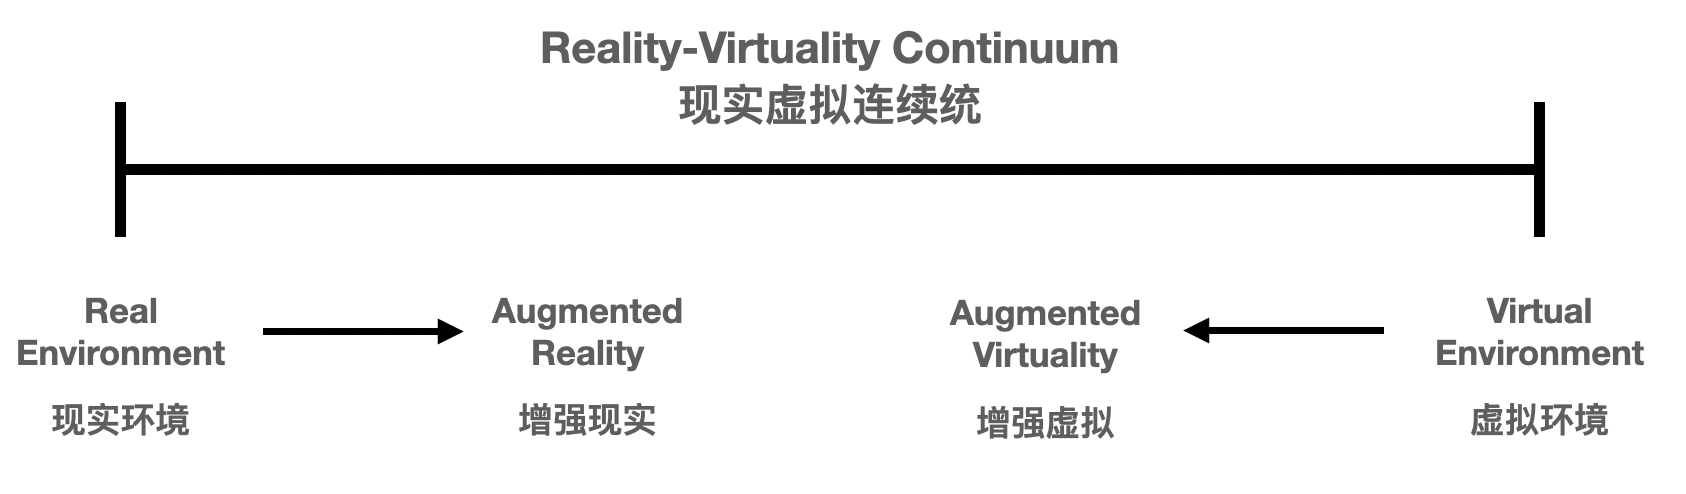 Reality-Virtuality Continuum
现实虚拟连续统
Real
Environment
现实环境
Augmented
Reality
增强现实
Augmented
Virtuality
增强虚拟
Virtual
Environment
虚拟环境